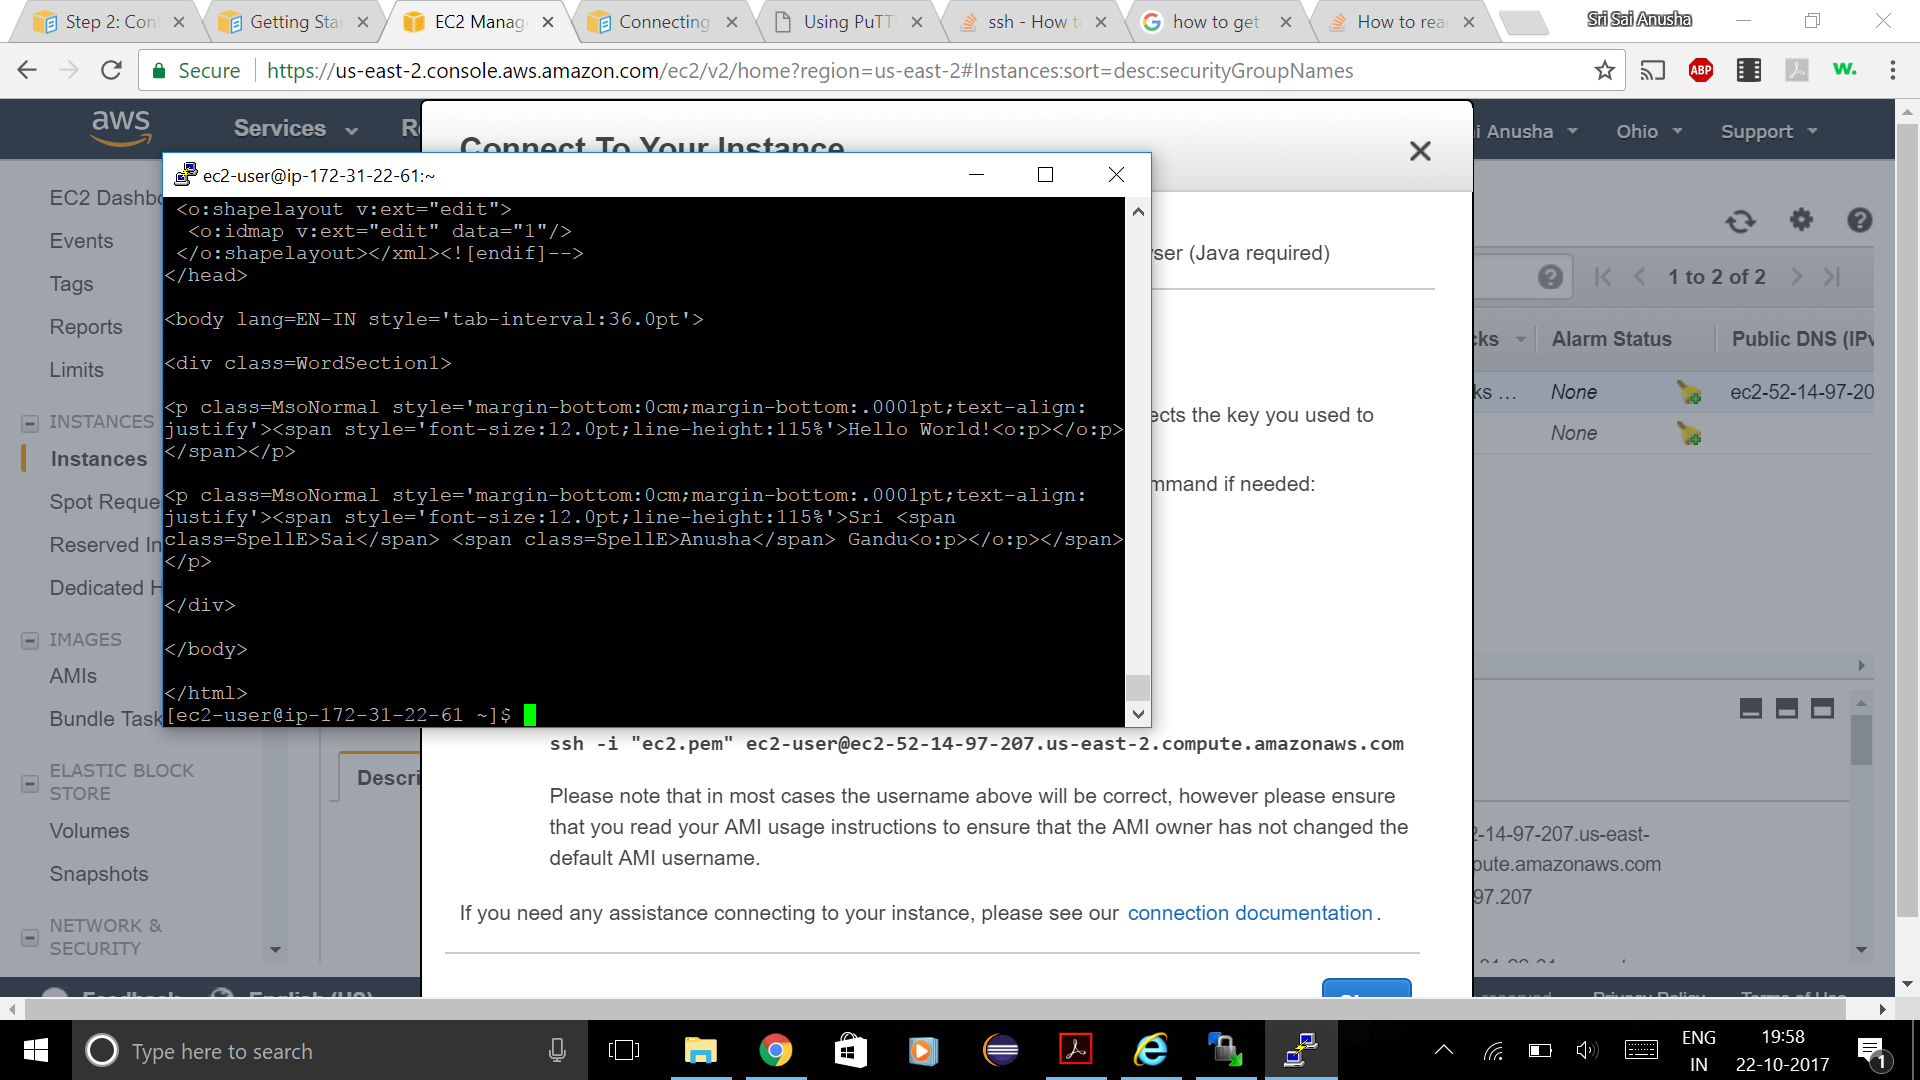 Step 2: Con
Getting Sta
EC2 Manag
Connecting
Using PuTT
ssh - How t
how to get
How to rea
Sri Sai Anusha
Secure
https://us-east-2.console.aws.amazon.com/ec2/v2/home?region=us-east-2#Instances:sort=desc:securityGroupNames
ABP
w.
aws
Services
R
Connect To Your Instance
i Anusha
Ohio
Support
ec2-user@ip-172-31-22-61:~
<o:shapelayout v:ext="edit">
<o:idmap v:ext="edit" data="1"/>
</o:shapelayout></xml><![endif]-->
</head>
<body lang=EN-IN style='tab-interval:36.0pt'>
<div class=WordSection1>
<p class=MsoNormal style='margin-bottom:0cm;margin-bottom:.0001pt;text-align:
justify'><span style='font-size:12.0pt;line-height:115%'>Hello World!<o:p></o:p>
</span></p>
<p class=MsoNormal style='margin-bottom:0cm;margin-bottom:.0001pt;text-align:
justify'><span style='font-size:12.0pt;line-height:115%'>Sri <span
class=SpellE>Sai</span> <span class=SpellE>Anusha</span> Gandu<o:p></o:p></span>
</p>
</div>
</body>
</html>
[ec2-user@ip-172-31-22-61 ~]$
EC2 Dashbo
Events
Tags
Reports
Limits
INSTANCES
Instances
Spot Reque
Reserved In
Dedicated H
IMAGES
AMIs
Bundle Task
ELASTIC BLOCK
STORE
Volumes
Snapshots
NETWORK &
SECURITY
Descri
ser (Java required)
ects the key you used to
mmand if needed:
ssh -i "ec2.pem" ec2-user@ec2-52-14-97-207.us-east-2.compute.amazonaws.com
Please note that in most cases the username above will be correct, however please ensure
that you read your AMI usage instructions to ensure that the AMI owner has not changed the
default AMI username.
If you need any assistance connecting to your instance, please see our connection documentation.
1 to 2 of 2
ks
Alarm Status
Public DNS (IPv
ks ...
None
ec2-52-14-97-20
None
2-14-97-207.us-east-
pute.amazonaws.com
97.207
Feedback
English (US)
reserved.
Privacy Policy
Terms of Use
Type here to search
ENG
IN
19:58
22-10-2017
1